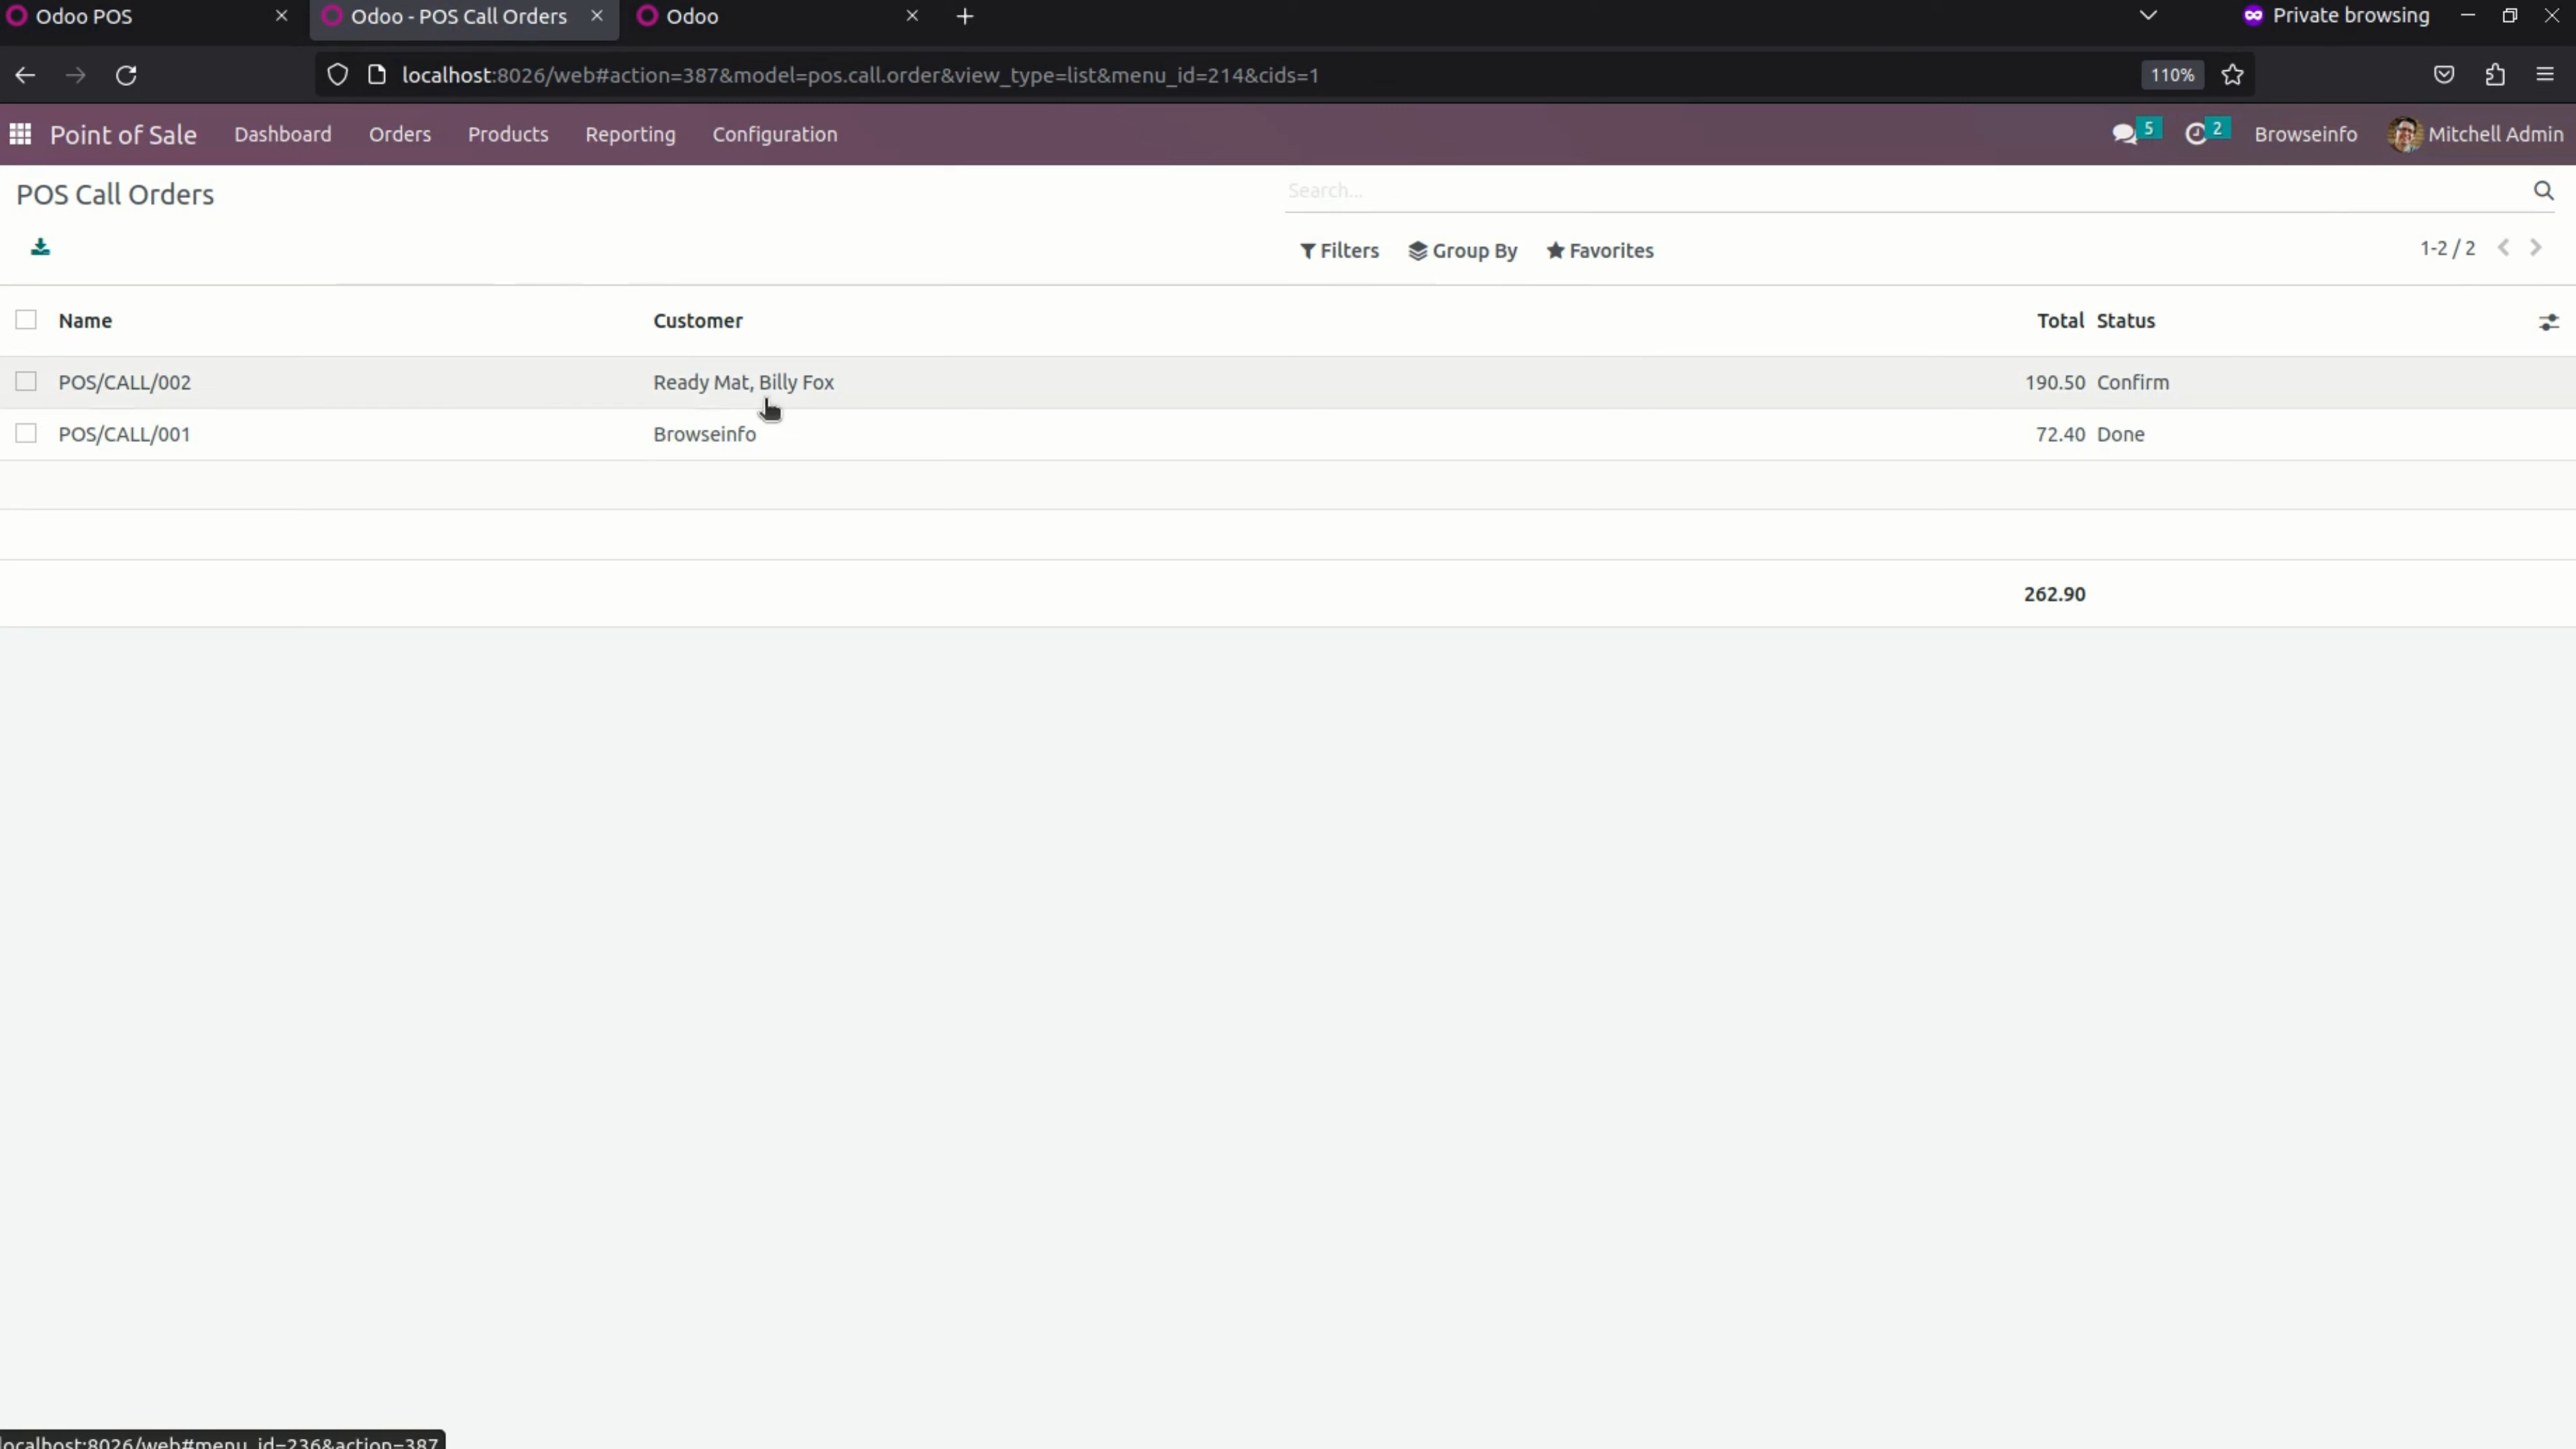 Odoo POS
Odoo - POS Call Orders
Odoo
Private browsing
localhost:8026/web#action=387&model=pos.call.order&view_type=list&menu_id=214&cids=1
110%
Point of Sale
Dashboard
Orders
Products
Reporting
Configuration
5
2
Browseinfo
Mitchell Admin
POS Call Orders
Search...
Filters
Group By
Favorites
1-2 / 2
Name Customer Total Status
POS/CALL/002 Ready Mat, Billy Fox 190.50 Confirm
POS/CALL/001 Browseinfo 72.40 Done
262.90
localhost:8026/web#menu_id=236&action=387